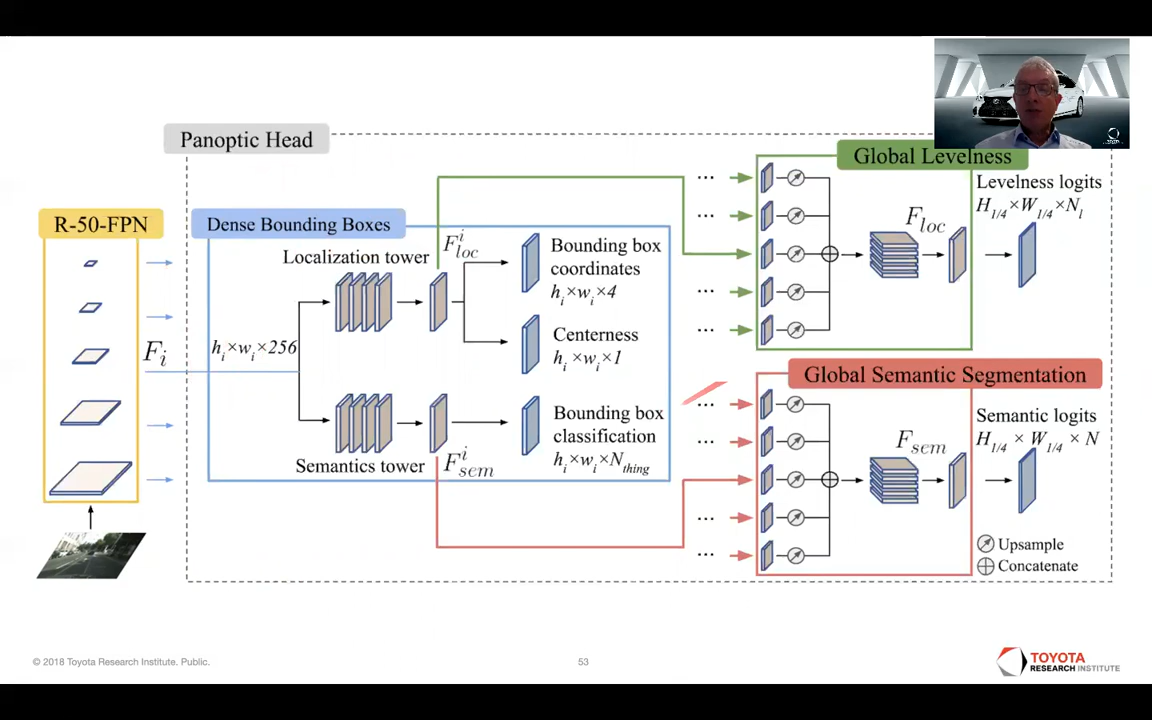 Panoptic Head
Global Levelness
R-50-FPN
Dense Bounding Boxes
Levelness logits
H1/4×W1/4×Nl
Floc
F i loc
Localization tower
Bounding box
coordinates
hi×wi×4
Centerness
hi×wi×1
Fi
hi×wi×256
Global Semantic Segmentation
Bounding box
classification
hi×wi×Nthing
Semantics tower
F i sem
Semantic logits
H1/4 × W1/4 × N
Fsem
...
...
...
...
...
...
...
...
Upsample
Concatenate
© 2018 Toyota Research Institute. Public.
53
TOYOTA
RESEARCH INSTITUTE